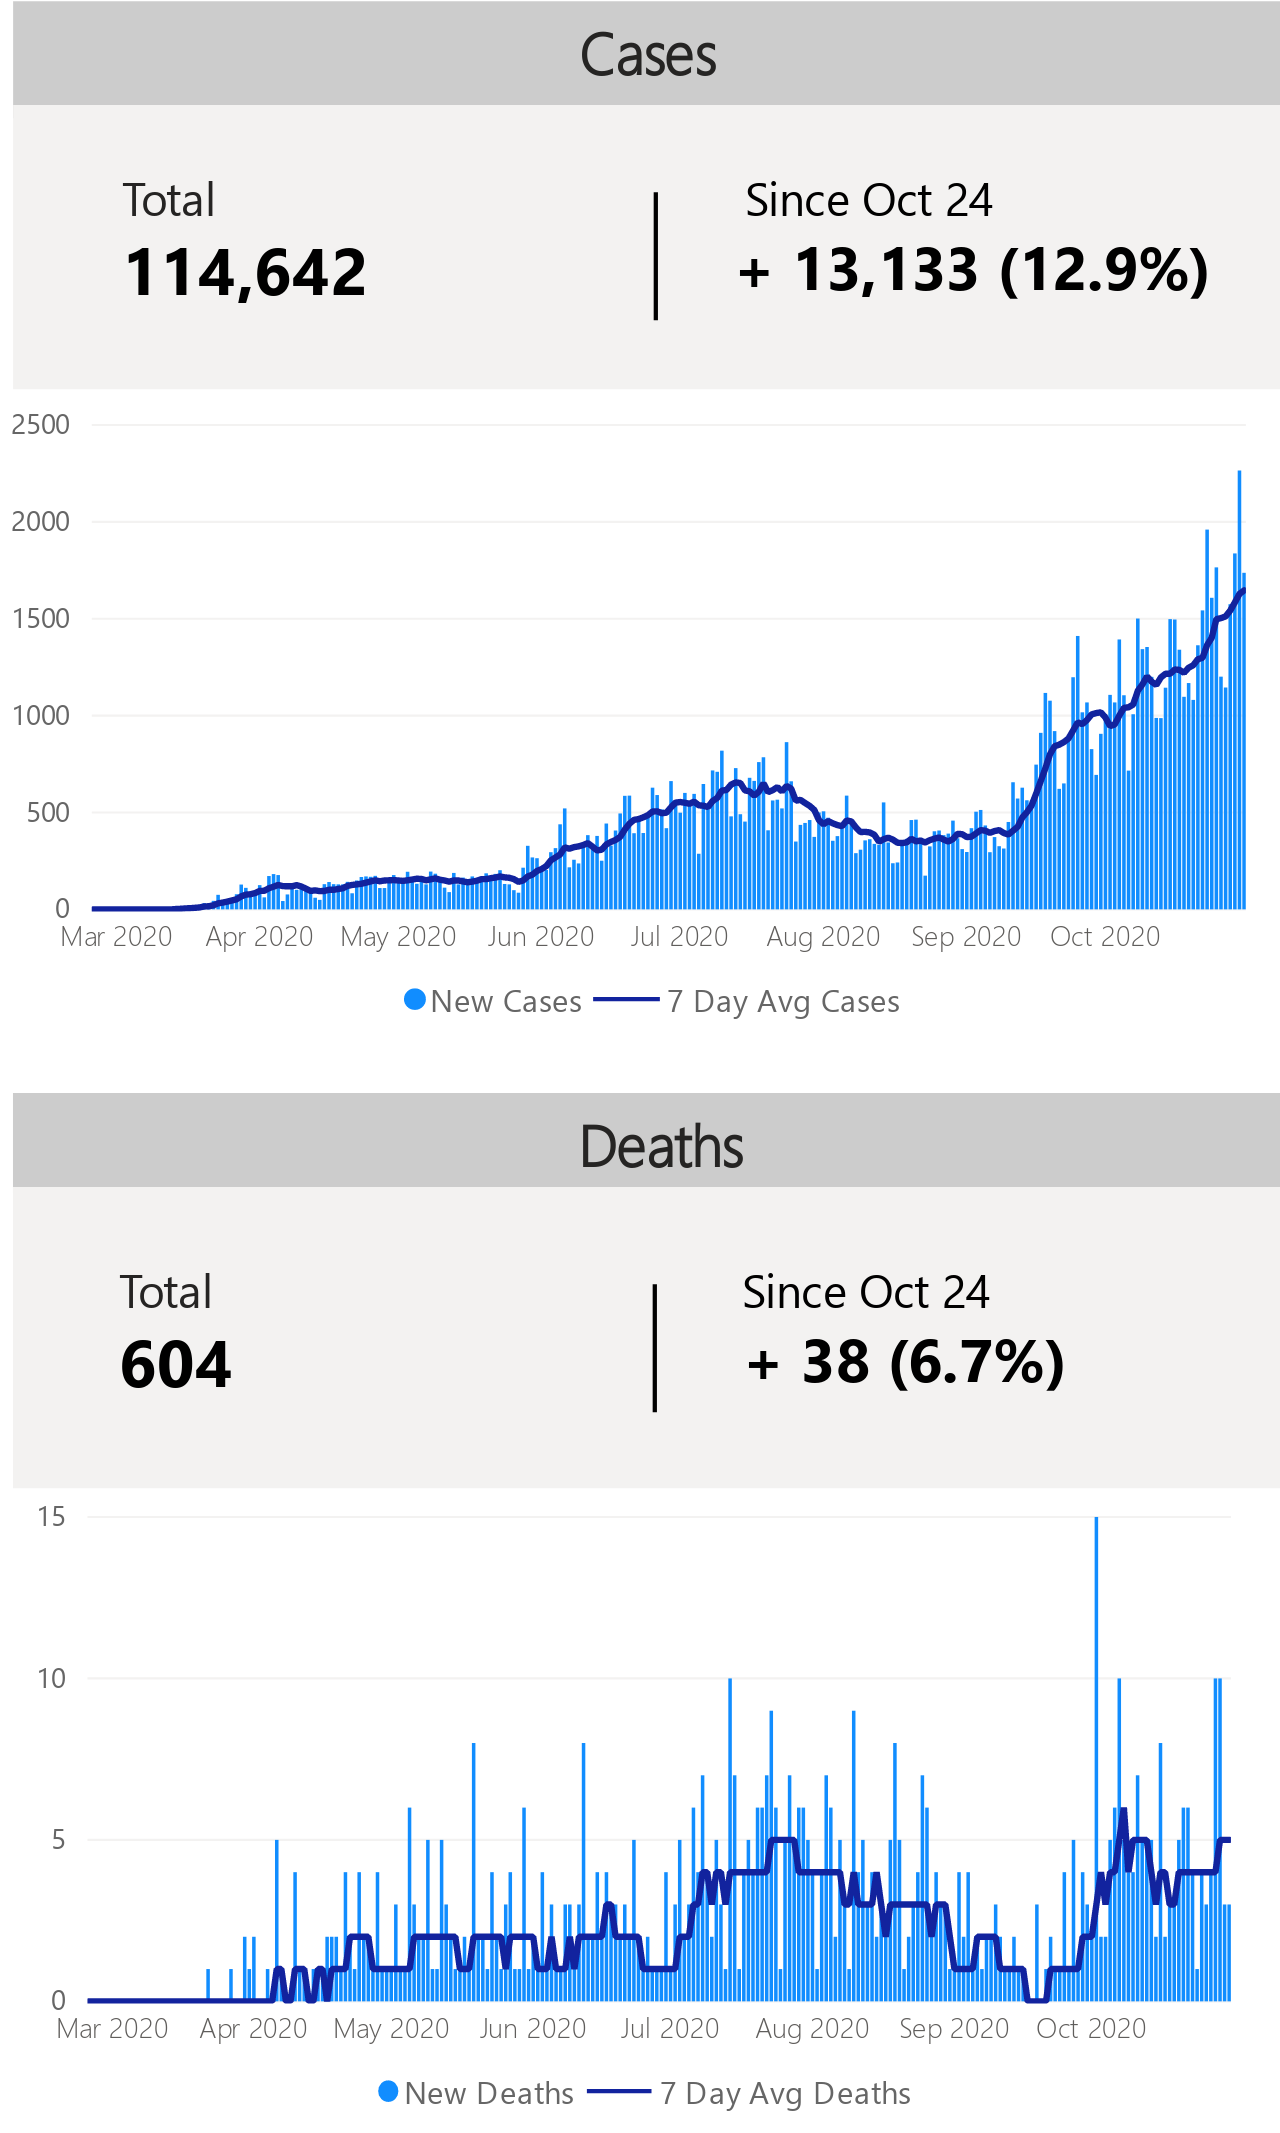 Cases
Total
Since Oct 24
114,642
+ 13,133 (12.9%)
2500
2000
1500
1000
500
0
Mar 2020 Apr 2020 May 2020 Jun 2020 Jul 2020 Aug 2020 Sep 2020 Oct 2020
New Cases 7 Day Avg Cases
Deaths
Total
Since Oct 24
604
+ 38 (6.7%)
15
10
5
0
Mar 2020 Apr 2020 May 2020 Jun 2020 Jul 2020 Aug 2020 Sep 2020 Oct 2020
New Deaths 7 Day Avg Deaths